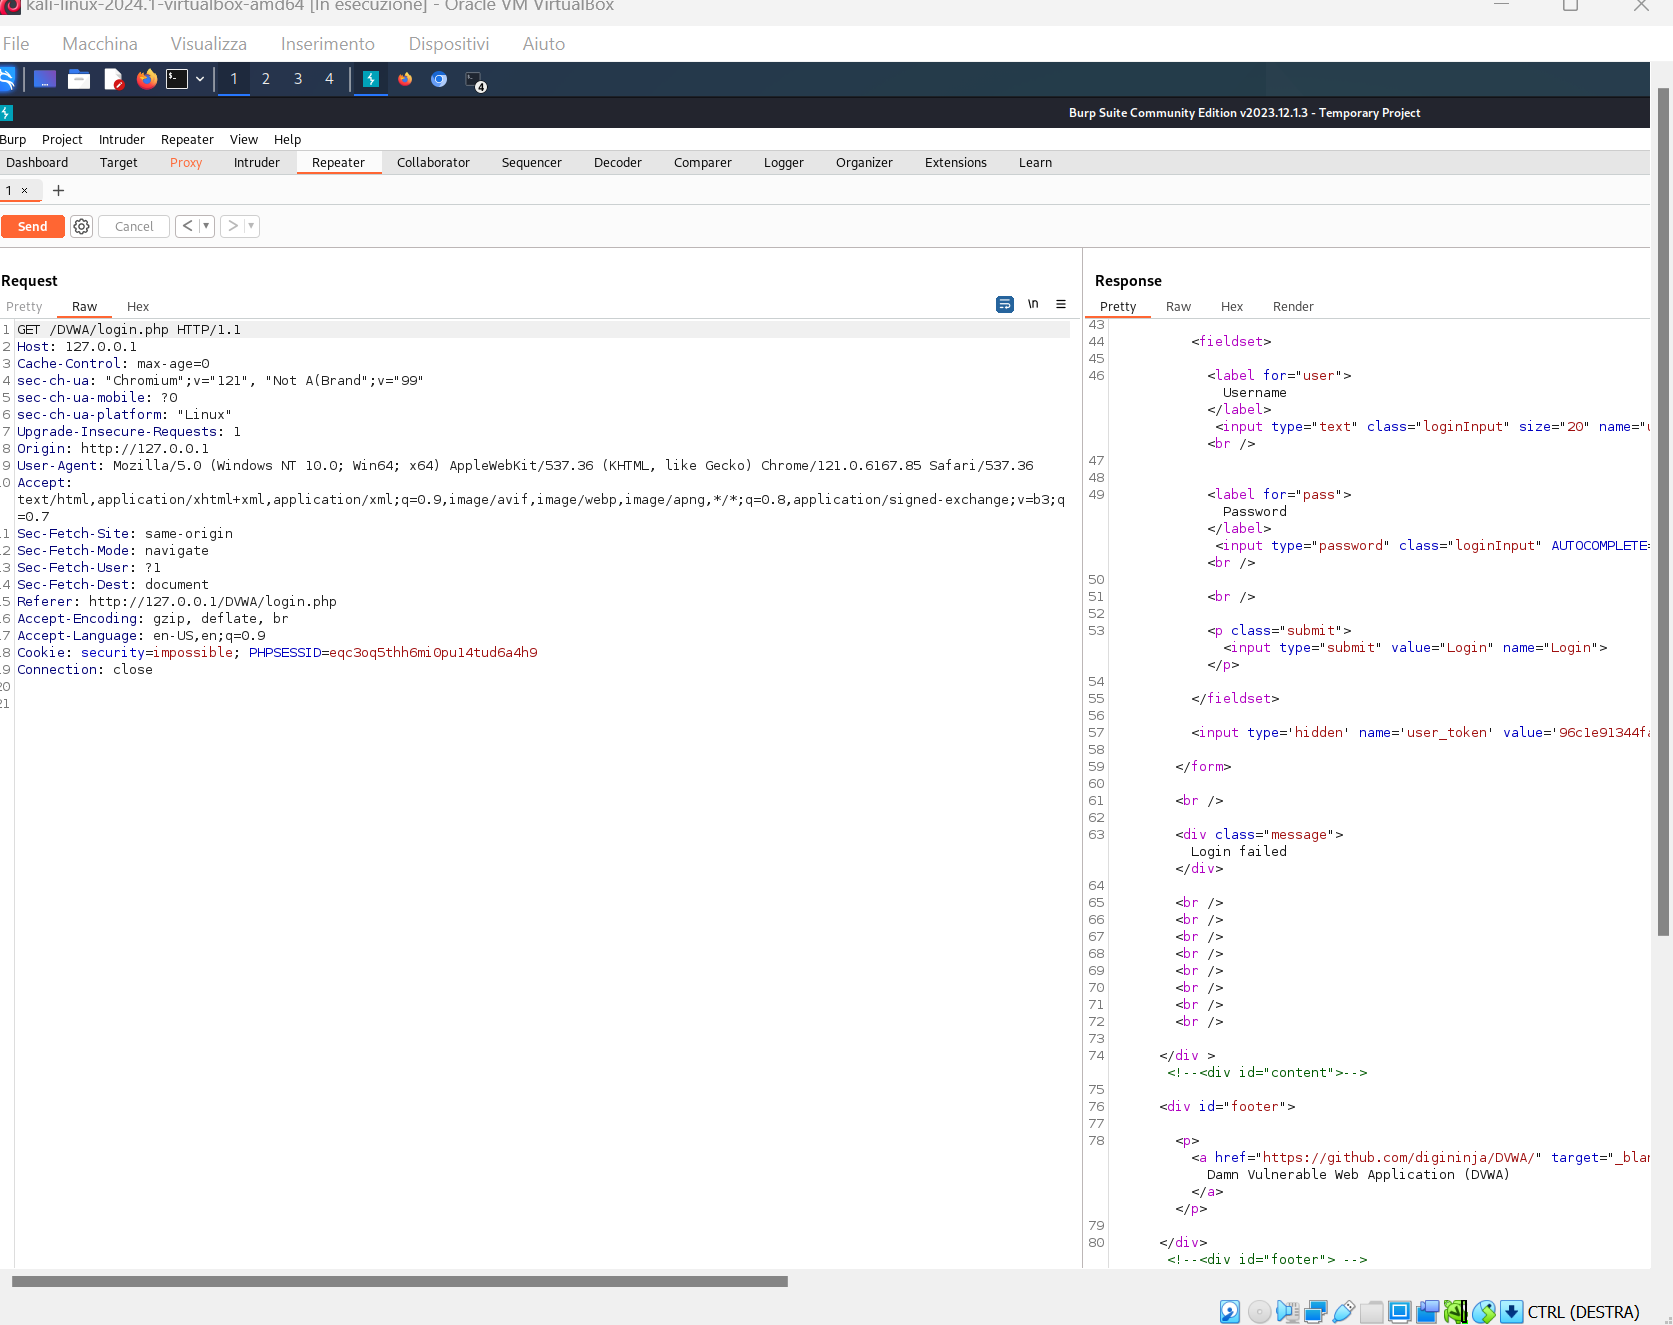 kali-linux-2024.1-virtualbox-amd64 [In esecuzione] - Oracle VM VirtualBox
File Macchina Visualizza Inserimento Dispositivi Aiuto
1 2 3 4 4
Burp Suite Community Edition v2023.12.1.3 - Temporary Project
Burp Project Intruder Repeater View Help
Dashboard Target Proxy Intruder Repeater Collaborator Sequencer Decoder Comparer Logger Organizer Extensions Learn
1 × +
Send Cancel < >
Request
Pretty Raw Hex \n
1 GET /DVWA/login.php HTTP/1.1
2 Host: 127.0.0.1
3 Cache-Control: max-age=0
4 sec-ch-ua: "Chromium";v="121", "Not A(Brand";v="99"
5 sec-ch-ua-mobile: ?0
6 sec-ch-ua-platform: "Linux"
7 Upgrade-Insecure-Requests: 1
8 Origin: http://127.0.0.1
9 User-Agent: Mozilla/5.0 (Windows NT 10.0; Win64; x64) AppleWebKit/537.36 (KHTML, like Gecko) Chrome/121.0.6167.85 Safari/537.36
0 Accept:
text/html,application/xhtml+xml,application/xml;q=0.9,image/avif,image/webp,image/apng,*/*;q=0.8,application/signed-exchange;v=b3;q
=0.7
1 Sec-Fetch-Site: same-origin
2 Sec-Fetch-Mode: navigate
3 Sec-Fetch-User: ?1
4 Sec-Fetch-Dest: document
5 Referer: http://127.0.0.1/DVWA/login.php
6 Accept-Encoding: gzip, deflate, br
7 Accept-Language: en-US,en;q=0.9
8 Cookie: security=impossible; PHPSESSID=eqc3oq5thh6mi0pu14tud6a4h9
9 Connection: close
20
21
Response
Pretty Raw Hex Render
43
44 <fieldset>
45
46 <label for="user">
Username
</label>
<input type="text" class="loginInput" size="20" name="u
<br />
47
48
49 <label for="pass">
Password
</label>
<input type="password" class="loginInput" AUTOCOMPLETE=
<br />
50
51 <br />
52
53 <p class="submit">
<input type="submit" value="Login" name="Login">
</p>
54
55 </fieldset>
56
57 <input type='hidden' name='user_token' value='96c1e91344fa
58
59 </form>
60
61 <br />
62
63 <div class="message">
Login failed
</div>
64
65 <br />
66 <br />
67 <br />
68 <br />
69 <br />
70 <br />
71 <br />
72 <br />
73
74 </div >
<!--<div id="content">-->
75
76 <div id="footer">
77
78 <p>
<a href="https://github.com/digininja/DVWA/" target="_blan
Damn Vulnerable Web Application (DVWA)
</a>
</p>
79
80 </div>
<!--<div id="footer"> -->
CTRL (DESTRA)